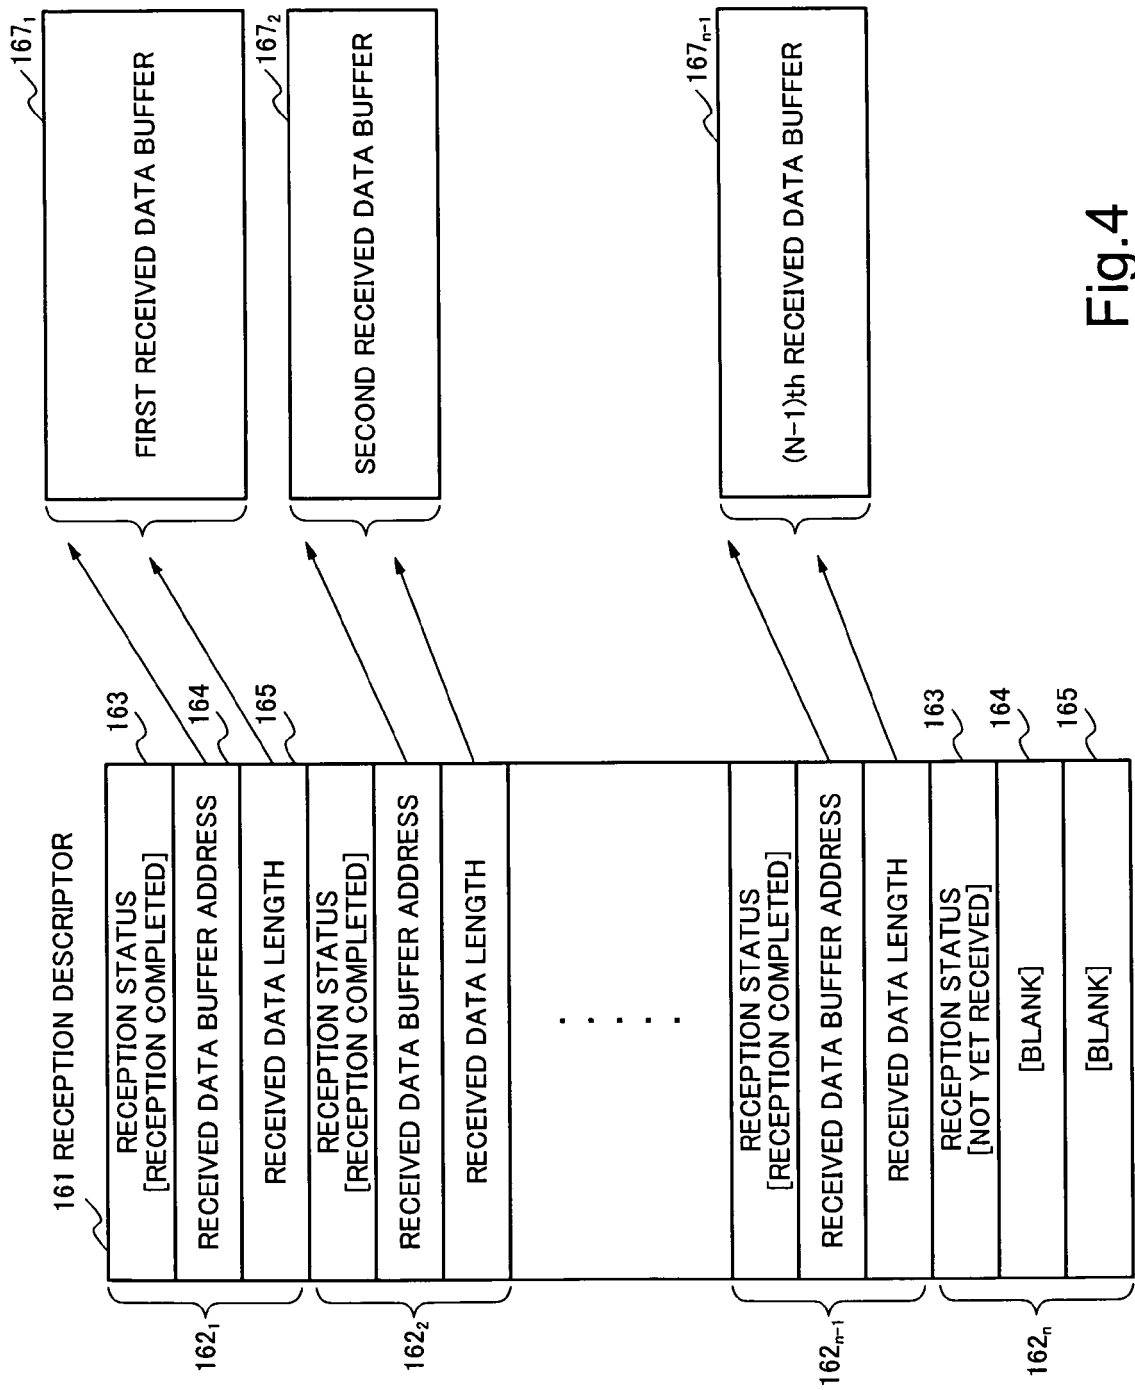 161 RECEPTION DESCRIPTOR
162₁
RECEPTION STATUS
[RECEPTION COMPLETED]
163
RECEIVED DATA BUFFER ADDRESS
164
RECEIVED DATA LENGTH
165
162₂
RECEPTION STATUS
[RECEPTION COMPLETED]
RECEIVED DATA BUFFER ADDRESS
RECEIVED DATA LENGTH
. . . . .
162ₙ₋₁
RECEPTION STATUS
[RECEPTION COMPLETED]
RECEIVED DATA BUFFER ADDRESS
RECEIVED DATA LENGTH
162ₙ
RECEPTION STATUS
[NOT YET RECEIVED]
163
[BLANK]
164
[BLANK]
165
167₁
FIRST RECEIVED DATA BUFFER
167₂
SECOND RECEIVED DATA BUFFER
167ₙ₋₁
(N-1)th RECEIVED DATA BUFFER
Fig.4